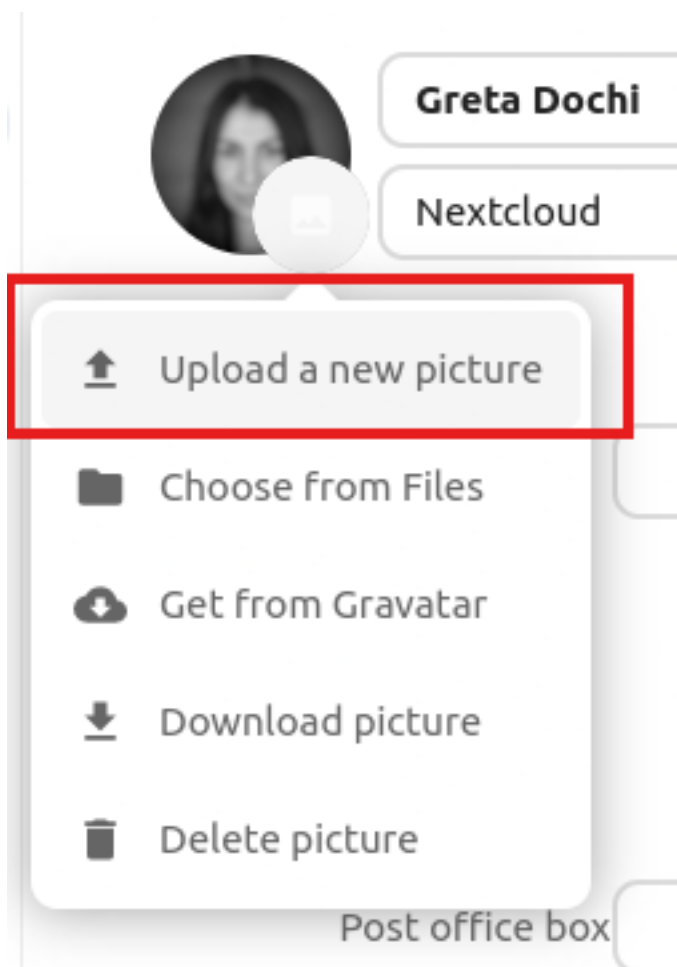 Greta Dochi
Nextcloud
Upload a new picture
Choose from Files
Get from Gravatar
Download picture
Delete picture
Post office box